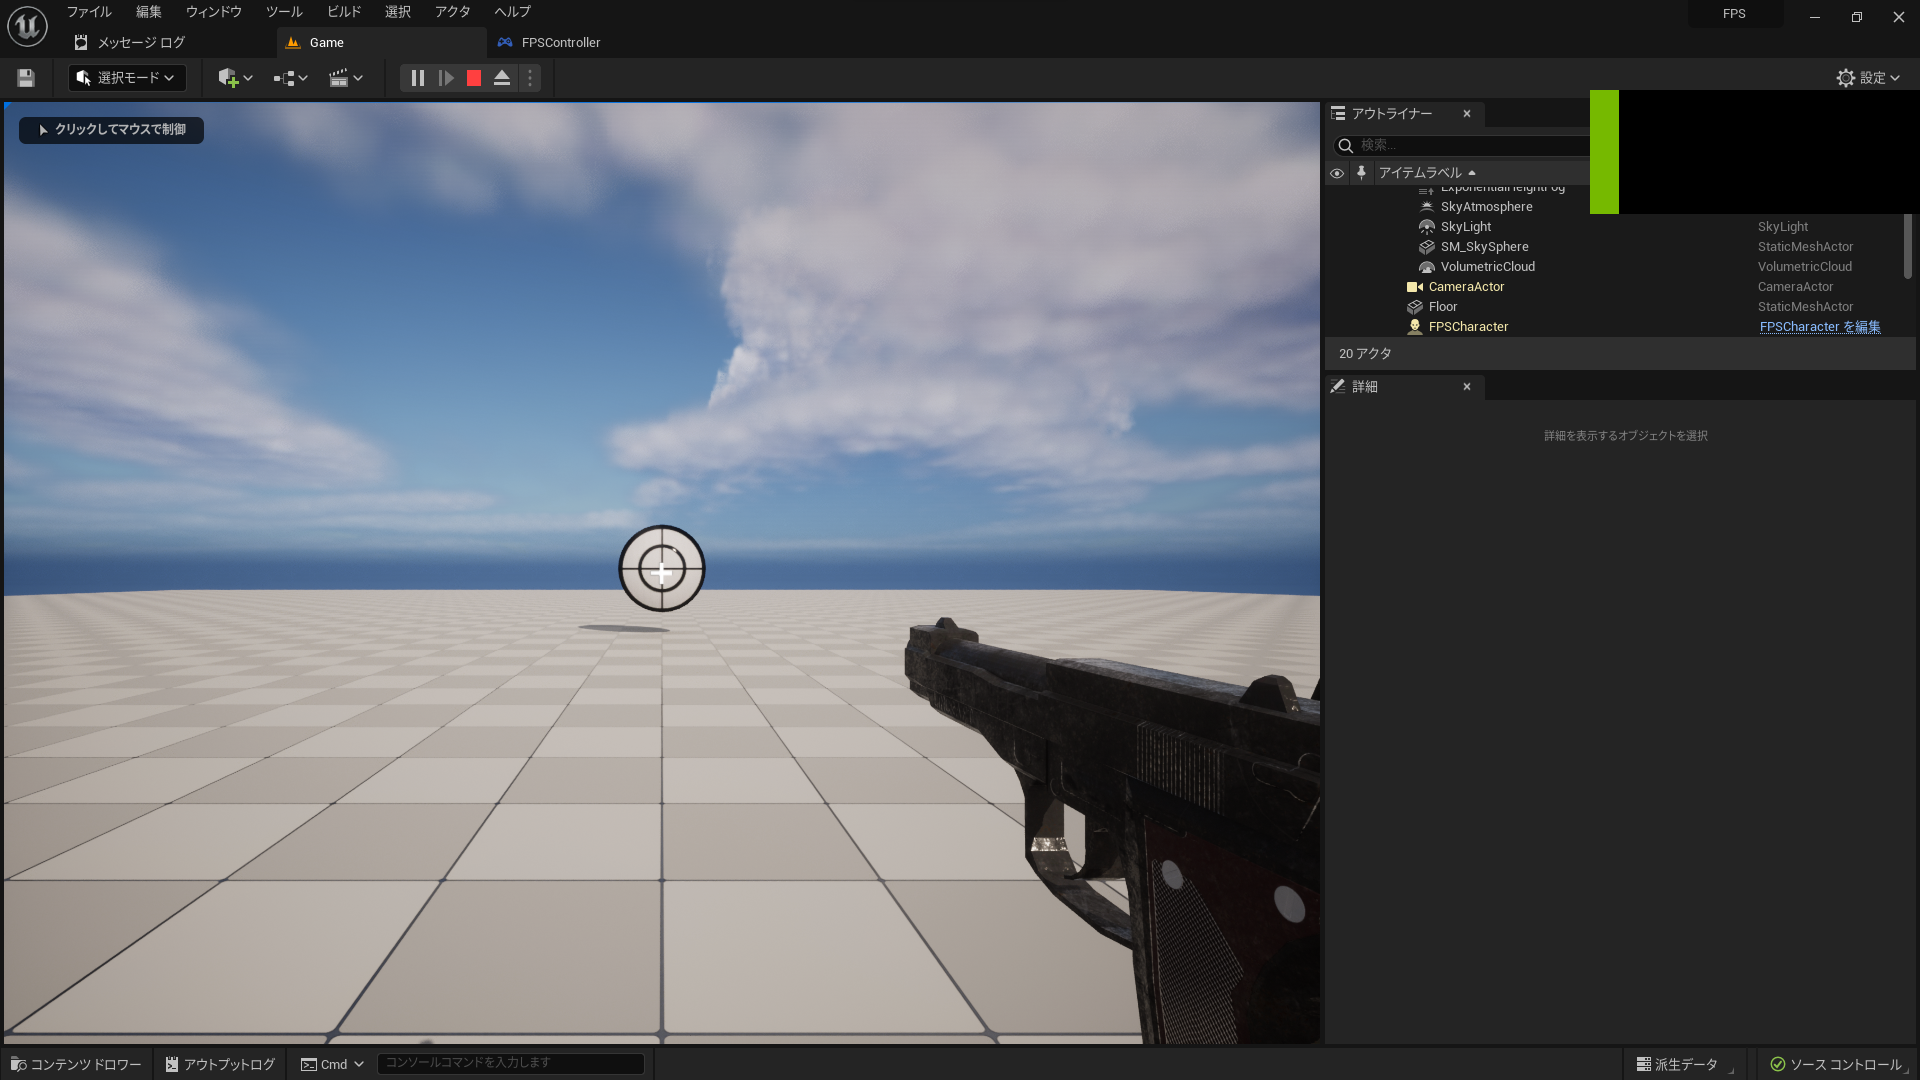 ファイル 編集 ウィンドウ ツール ビルド 選択 アクタ ヘルプ
FPS
メッセージ ログ
Game
FPSController
選択モード
設定
クリックしてマウスで制御
アウトライナー
検索...
アイテムラベル
ExponentialHeightFog
SkyAtmosphere
SkyLight SkyLight
SM_SkySphere StaticMeshActor
VolumetricCloud VolumetricCloud
CameraActor CameraActor
Floor StaticMeshActor
FPSCharacter FPSCharacter を編集
20 アクタ
詳細
詳細を表示するオブジェクトを選択
コンテンツ ドロワー
アウトプットログ
Cmd
コンソールコマンドを入力します
派生データ
ソース コントロール